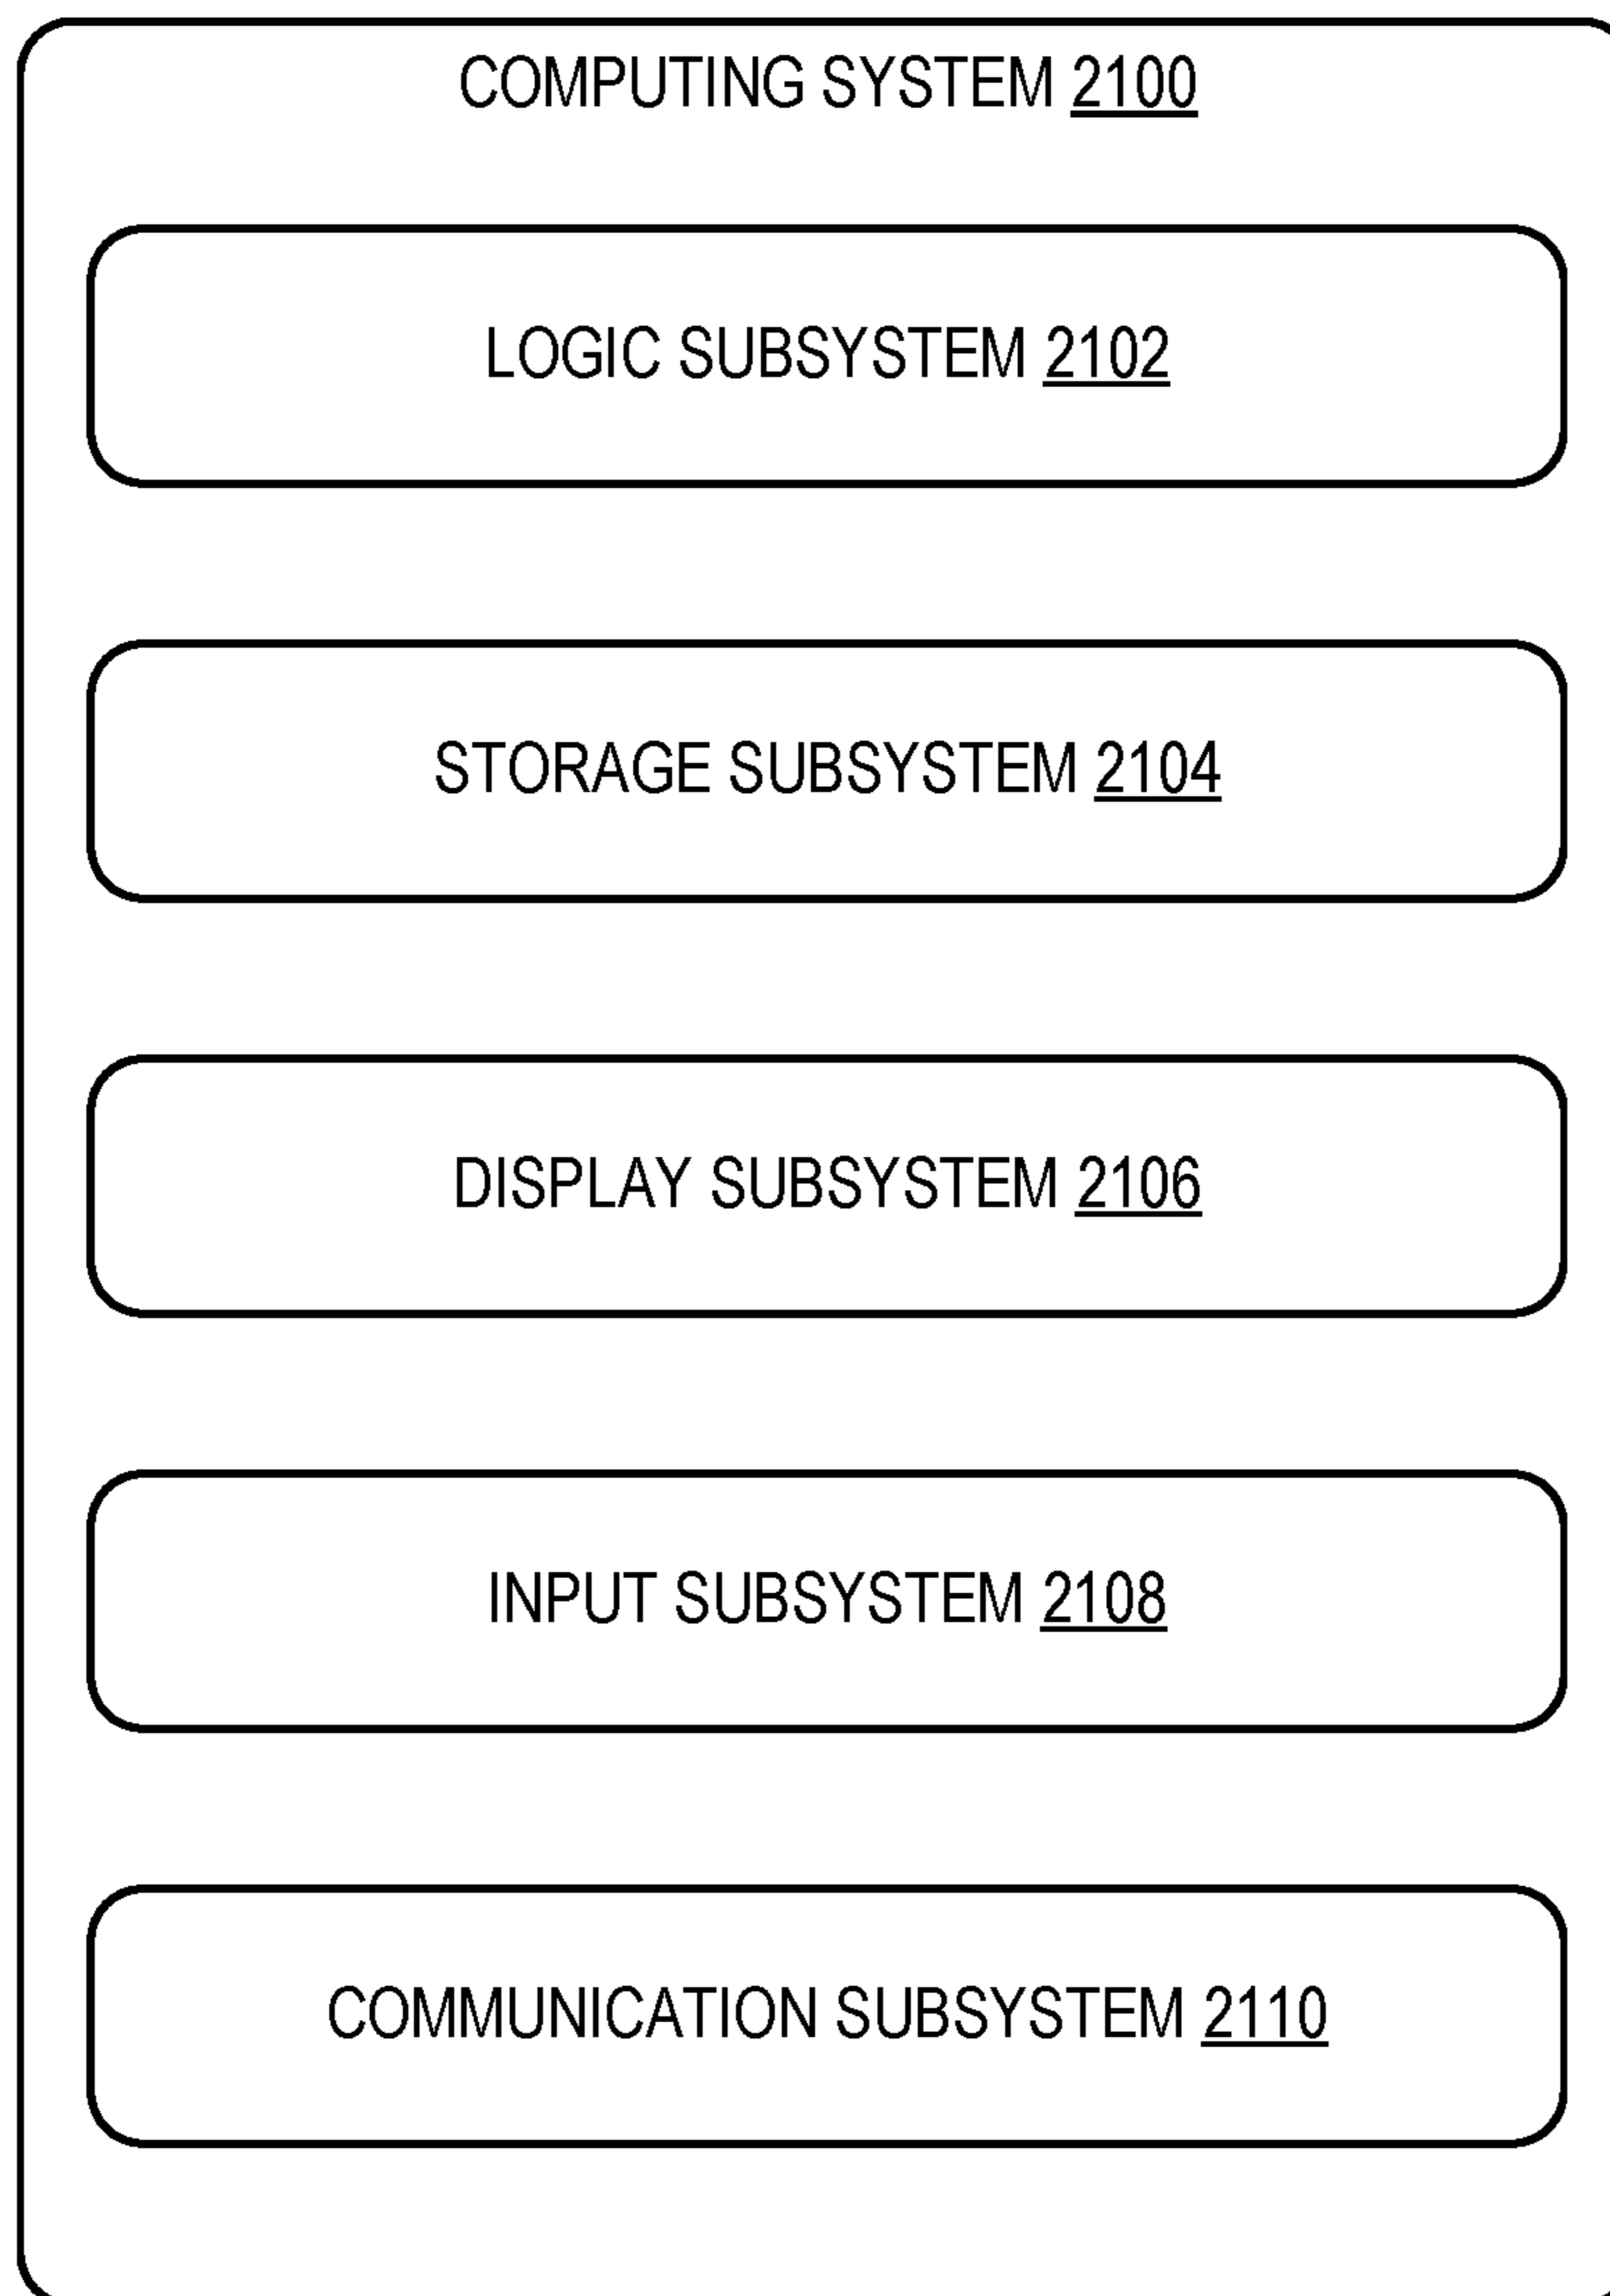 COMPUTING SYSTEM 2100
LOGIC SUBSYSTEM 2102
STORAGE SUBSYSTEM 2104
DISPLAY SUBSYSTEM 2106
INPUT SUBSYSTEM 2108
COMMUNICATION SUBSYSTEM 2110